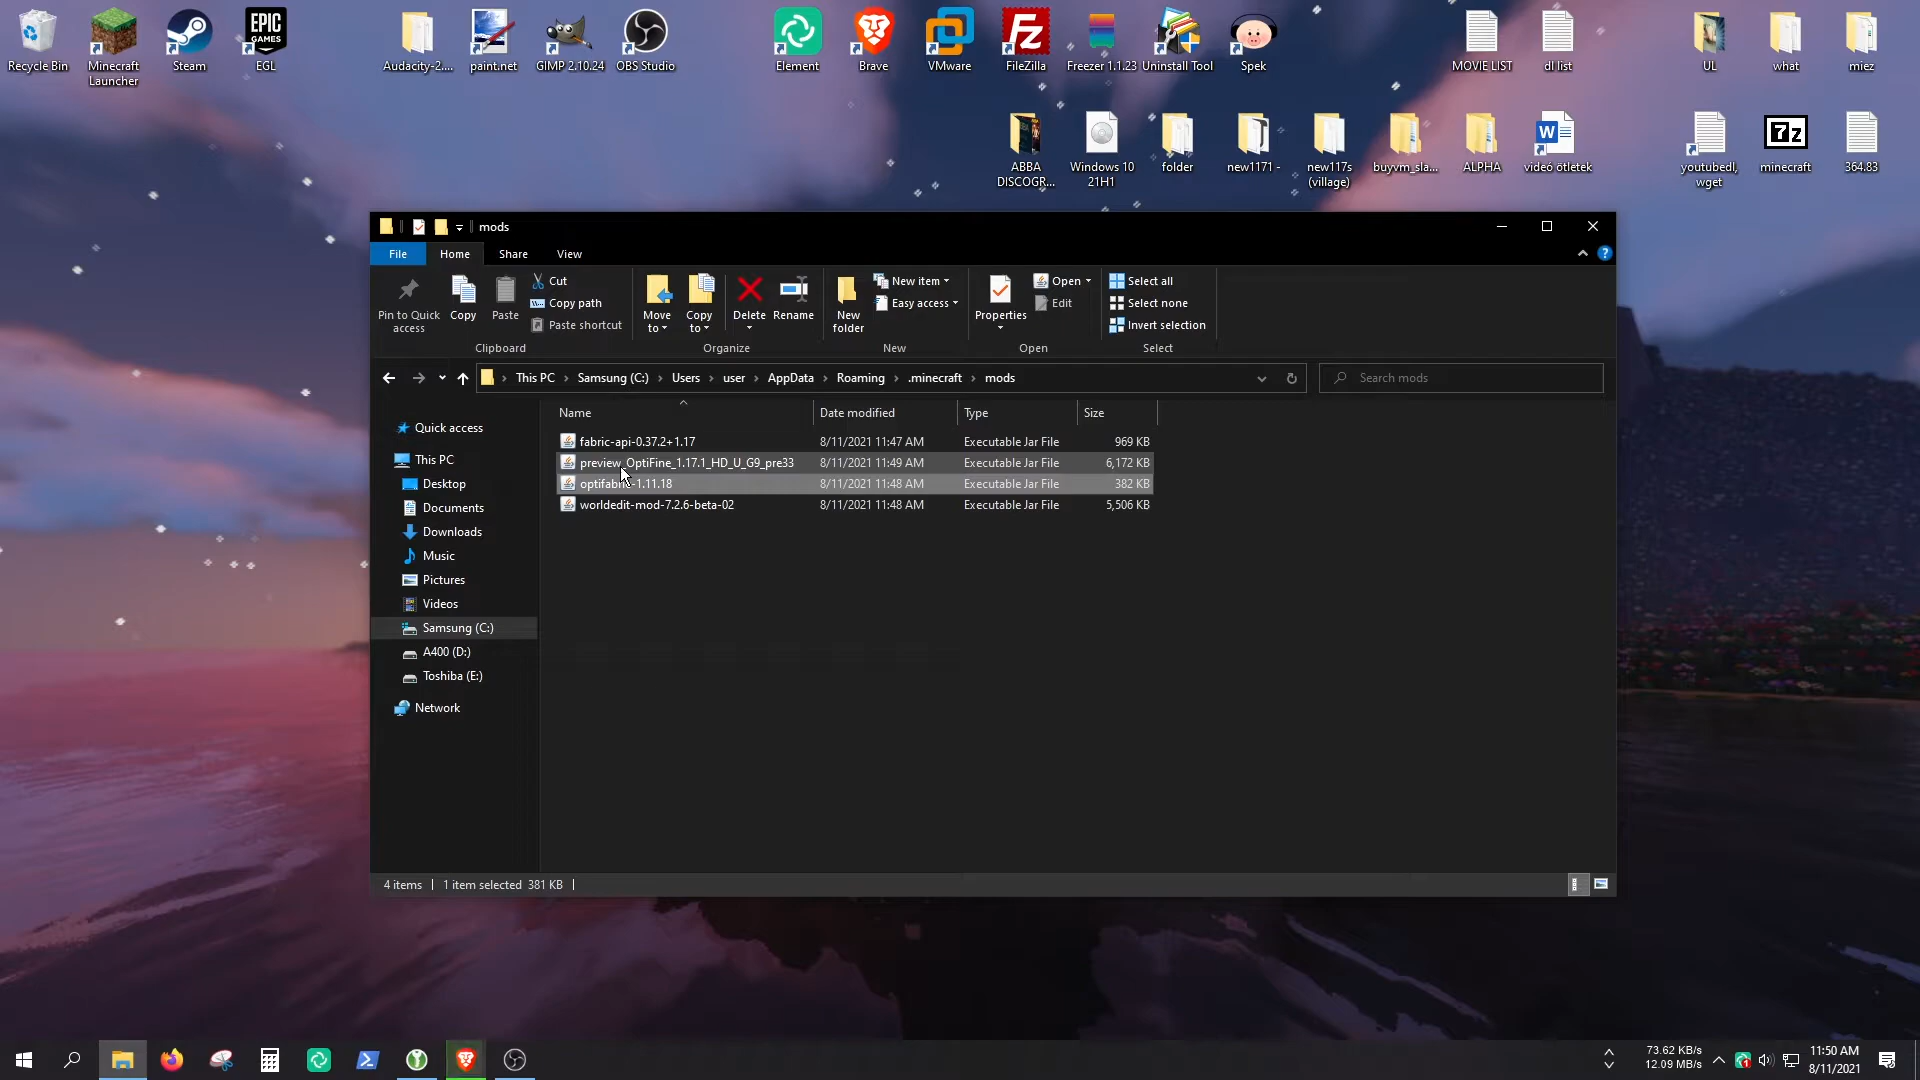 Recycle Bin
Minecraft
Launcher
Steam
EPIC
GAMES
EGL
Audacity-2....
paint.net
GIMP 2.10.24
OBS Studio
Element
Brave
VMware
FileZilla
Freezer 1.1.23
Uninstall Tool
Spek
MOVIE LIST
dl list
UL
what
miez
ABBA
DISCOGR...
Windows 10
21H1
folder
new1171 -
new117s
(village)
buyvm_sla...
ALPHA
videó ötletek
youtubedl,
wget
7z
minecraft
364.83
mods
File
Home
Share
View
Pin to Quick
access
Copy
Paste
Cut
Copy path
Paste shortcut
Clipboard
Move
to
Copy
to
Delete
Rename
Organize
New
folder
New item
Easy access
New
Properties
Open
Edit
Open
Select all
Select none
Invert selection
Select
This PC › Samsung (C:) › Users › user › AppData › Roaming › .minecraft › mods
Search mods
Quick access
This PC
Desktop
Documents
Downloads
Music
Pictures
Videos
Samsung (C:)
A400 (D:)
Toshiba (E:)
Network
Name Date modified Type Size
fabric-api-0.37.2+1.17 8/11/2021 11:47 AM Executable Jar File 969 KB
preview_OptiFine_1.17.1_HD_U_G9_pre33 8/11/2021 11:49 AM Executable Jar File 6,172 KB
optifabric-1.11.18 8/11/2021 11:48 AM Executable Jar File 382 KB
worldedit-mod-7.2.6-beta-02 8/11/2021 11:48 AM Executable Jar File 5,506 KB
4 items 1 item selected 381 KB
73.62 KB/s
12.09 MB/s
11:50 AM
8/11/2021